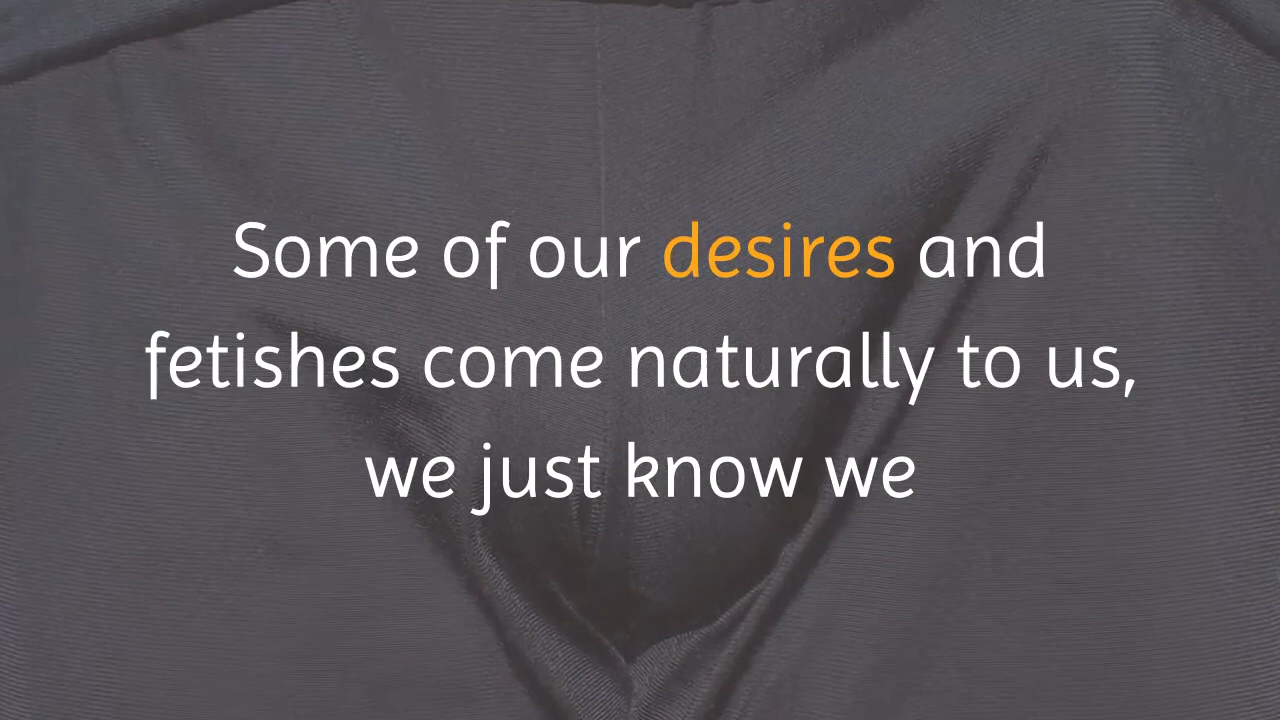 Some of our desires and
fetishes come naturally to us,
we just know we